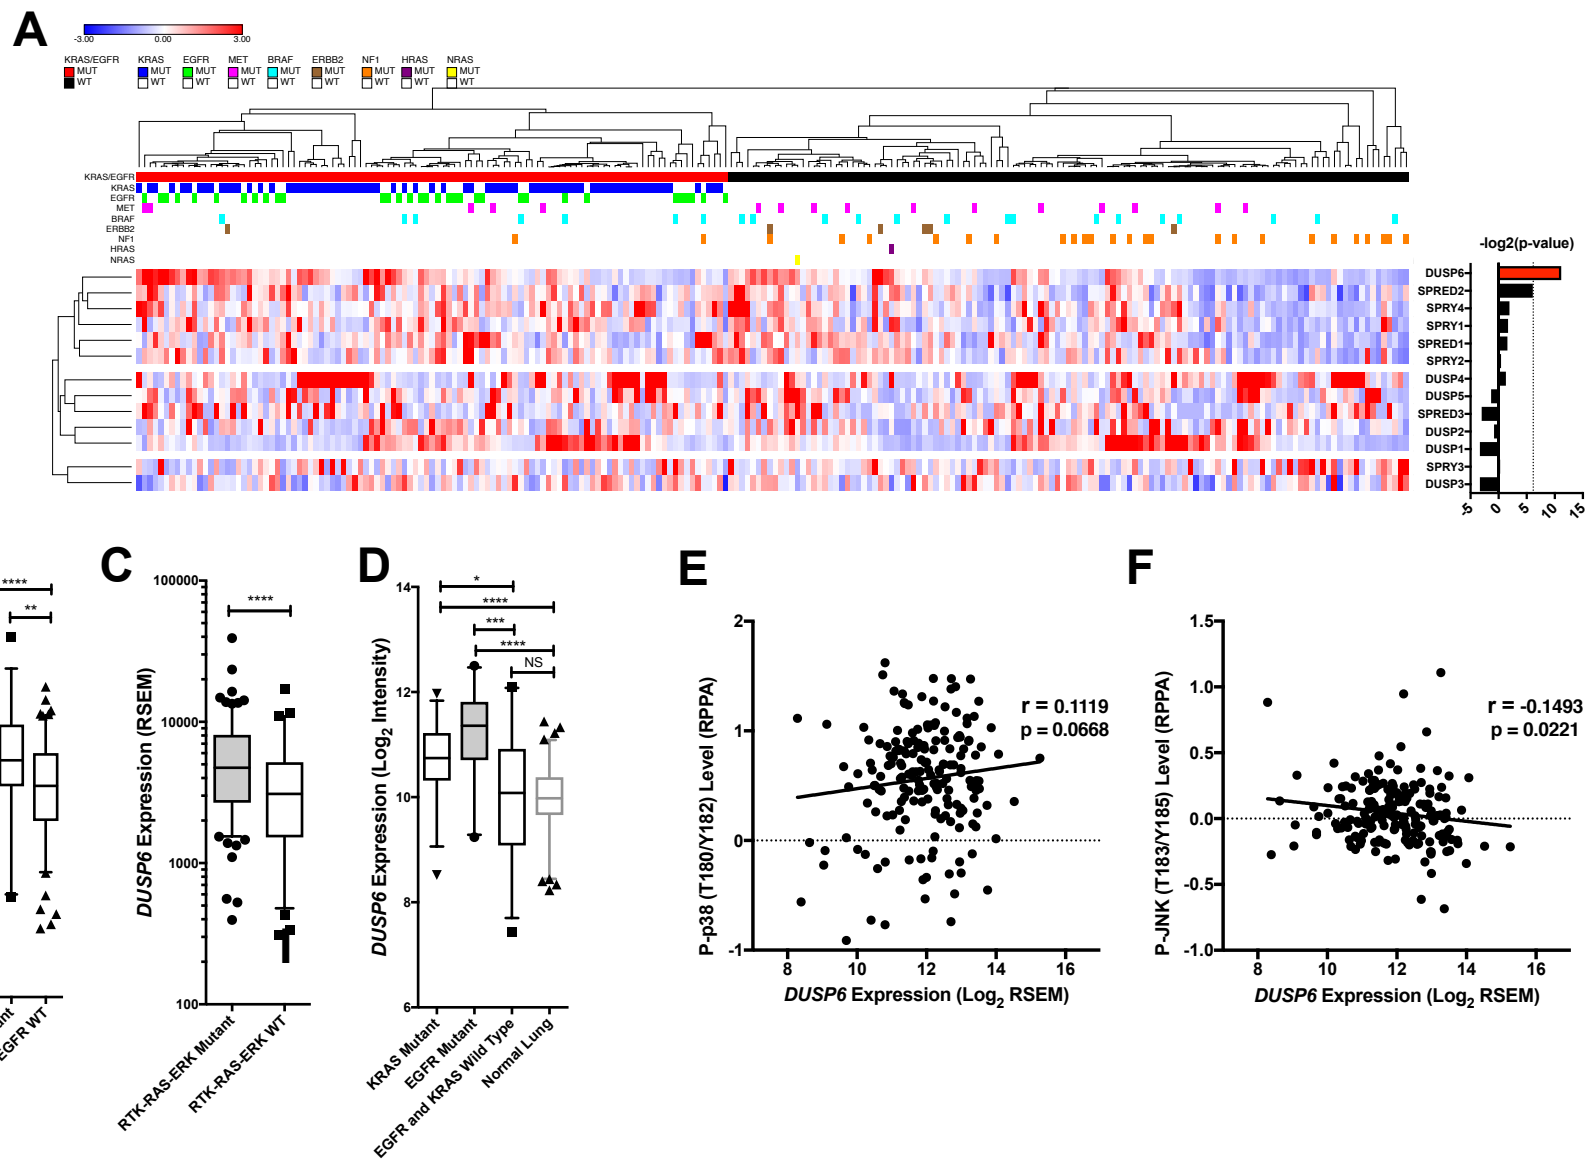 A
-3.00 0.00 3.00
KRAS/EGFR KRAS EGFR MET BRAF ERBB2 NF1 HRAS NRAS
MUT MUT MUT MUT MUT MUT MUT MUT MUT
WT WT WT WT WT WT WT WT WT
KRAS/EGFR
KRAS
EGFR
MET
BRAF
ERBB2
NF1
HRAS
NRAS
-log2(p-value)
DUSP6
SPRED2
SPRY4
SPRY1
SPRED1
SPRY2
DUSP4
DUSP5
SPRED3
DUSP2
DUSP1
SPRY3
DUSP3
-5 0 5 10 15
****
**
EGFR WT
C
DUSP6 Expression (RSEM)
100000
10000
1000
100
****
RTK-RAS-ERK Mutant
RTK-RAS-ERK WT
D
DUSP6 Expression (Log2 Intensity)
14
12
10
8
6
*
****
***
****
NS
KRAS Mutant
EGFR Mutant
EGFR and KRAS Wild Type
Normal Lung
E
P-p38 (T180/Y182) Level (RPPA)
2
1
0
-1
r = 0.1119
p = 0.0668
8 10 12 14 16
DUSP6 Expression (Log2 RSEM)
F
P-JNK (T183/Y185) Level (RPPA)
1.5
1.0
0.5
0.0
-0.5
-1.0
r = -0.1493
p = 0.0221
8 10 12 14 16
DUSP6 Expression (Log2 RSEM)